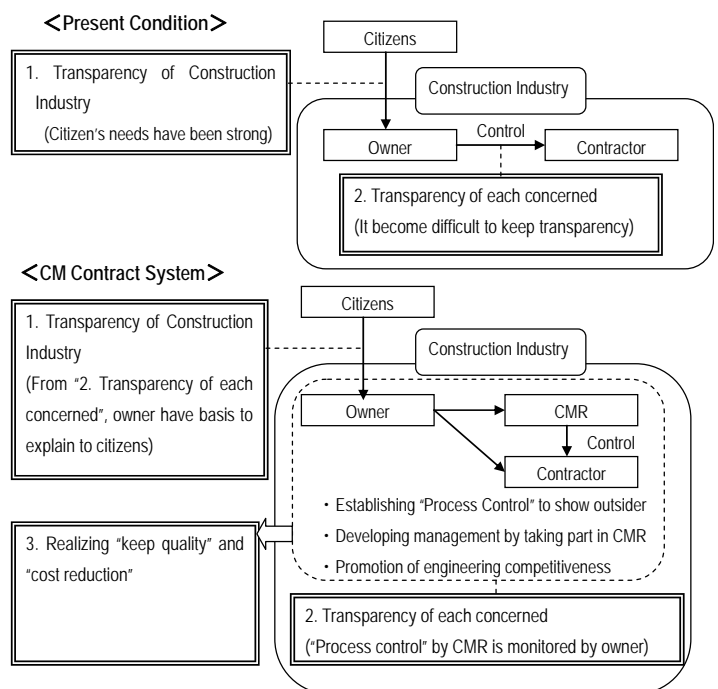 ＜Present Condition＞
Citizens
1. Transparency of Construction
Industry
(Citizen's needs have been strong)
Construction Industry
Owner
Control
Contractor
2. Transparency of each concerned
(It become difficult to keep transparency)
＜CM Contract System＞
Citizens
1. Transparency of Construction
Industry
(From "2. Transparency of each
concerned", owner have basis to
explain to citizens)
Construction Industry
Owner
CMR
Control
Contractor
・Establishing "Process Control" to show outsider
・Developing management by taking part in CMR
・Promotion of engineering competitiveness
3. Realizing "keep quality" and
"cost reduction"
2. Transparency of each concerned
("Process control" by CMR is monitored by owner)